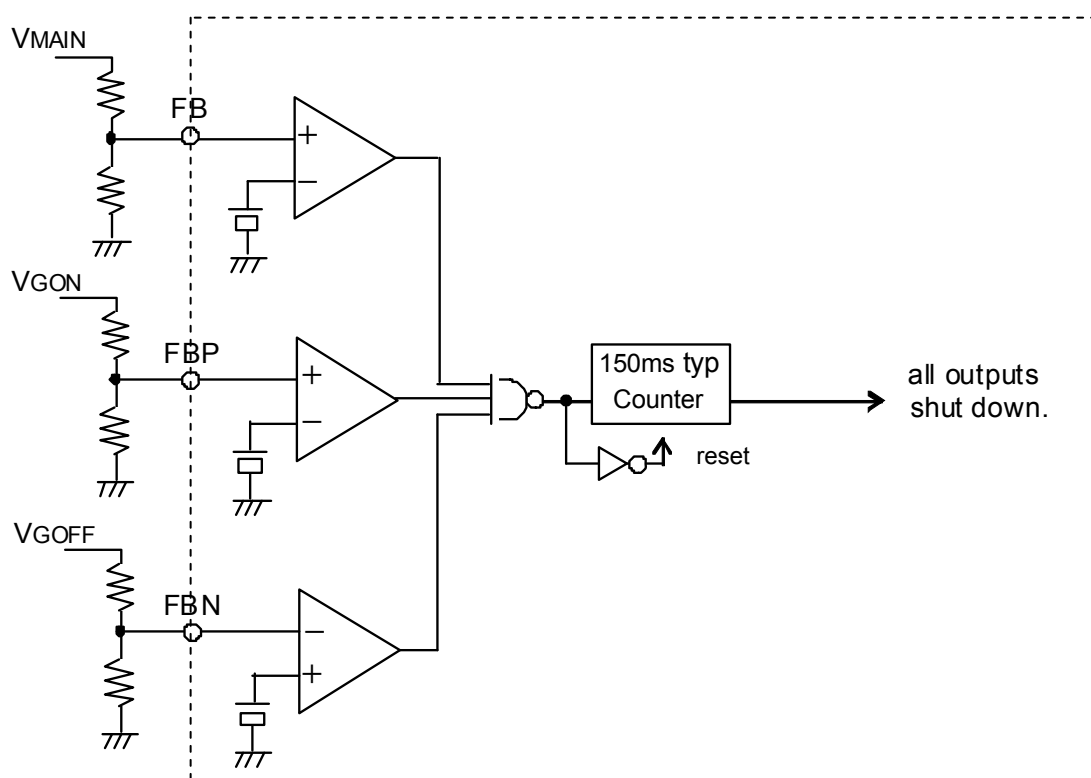 VMAIN
FB
+
−
VGON
FBP
+
−
150ms typ
Counter
all outputs
shut down.
reset
VGOFF
FBN
−
+